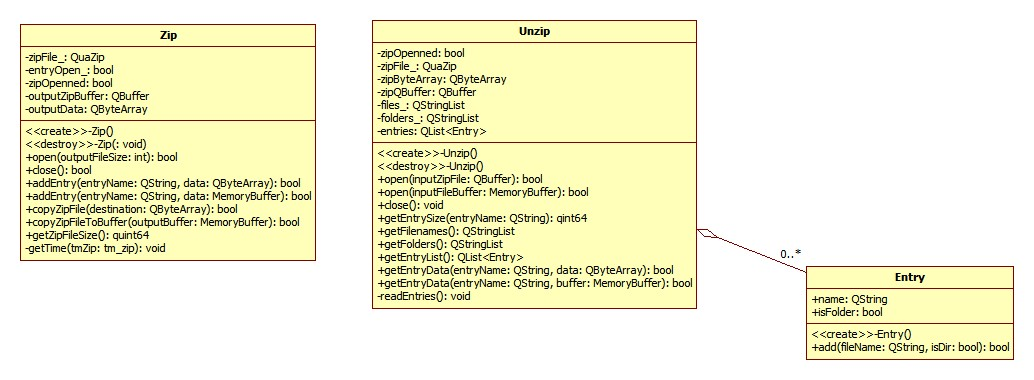 Zip
-zipFile_: QuaZip
-entryOpen_: bool
-zipOpenned: bool
-outputZipBuffer: QBuffer
-outputData: QByteArray
<<create>>-Zip()
<<destroy>>-Zip(: void)
+open(outputFileSize: int): bool
+close(): bool
+addEntry(entryName: QString, data: QByteArray): bool
+addEntry(entryName: QString, data: MemoryBuffer): bool
+copyZipFile(destination: QByteArray): bool
+copyZipFileToBuffer(outputBuffer: MemoryBuffer): bool
+getZipFileSize(): quint64
-getTime(tmZip: tm_zip): void
Unzip
-zipOpenned: bool
-zipFile_: QuaZip
-zipByteArray: QByteArray
-zipQBuffer: QBuffer
-files_: QStringList
-folders_: QStringList
-entries: QList<Entry>
<<create>>-Unzip()
<<destroy>>-Unzip()
+open(inputZipFile: QBuffer): bool
+open(inputFileBuffer: MemoryBuffer): bool
+close(): void
+getEntrySize(entryName: QString): qint64
+getFilenames(): QStringList
+getFolders(): QStringList
+getEntryList(): QList<Entry>
+getEntryData(entryName: QString, data: QByteArray): bool
+getEntryData(entryName: QString, buffer: MemoryBuffer): bool
-readEntries(): void
0..*
Entry
+name: QString
+isFolder: bool
<<create>>-Entry()
+add(fileName: QString, isDir: bool): bool